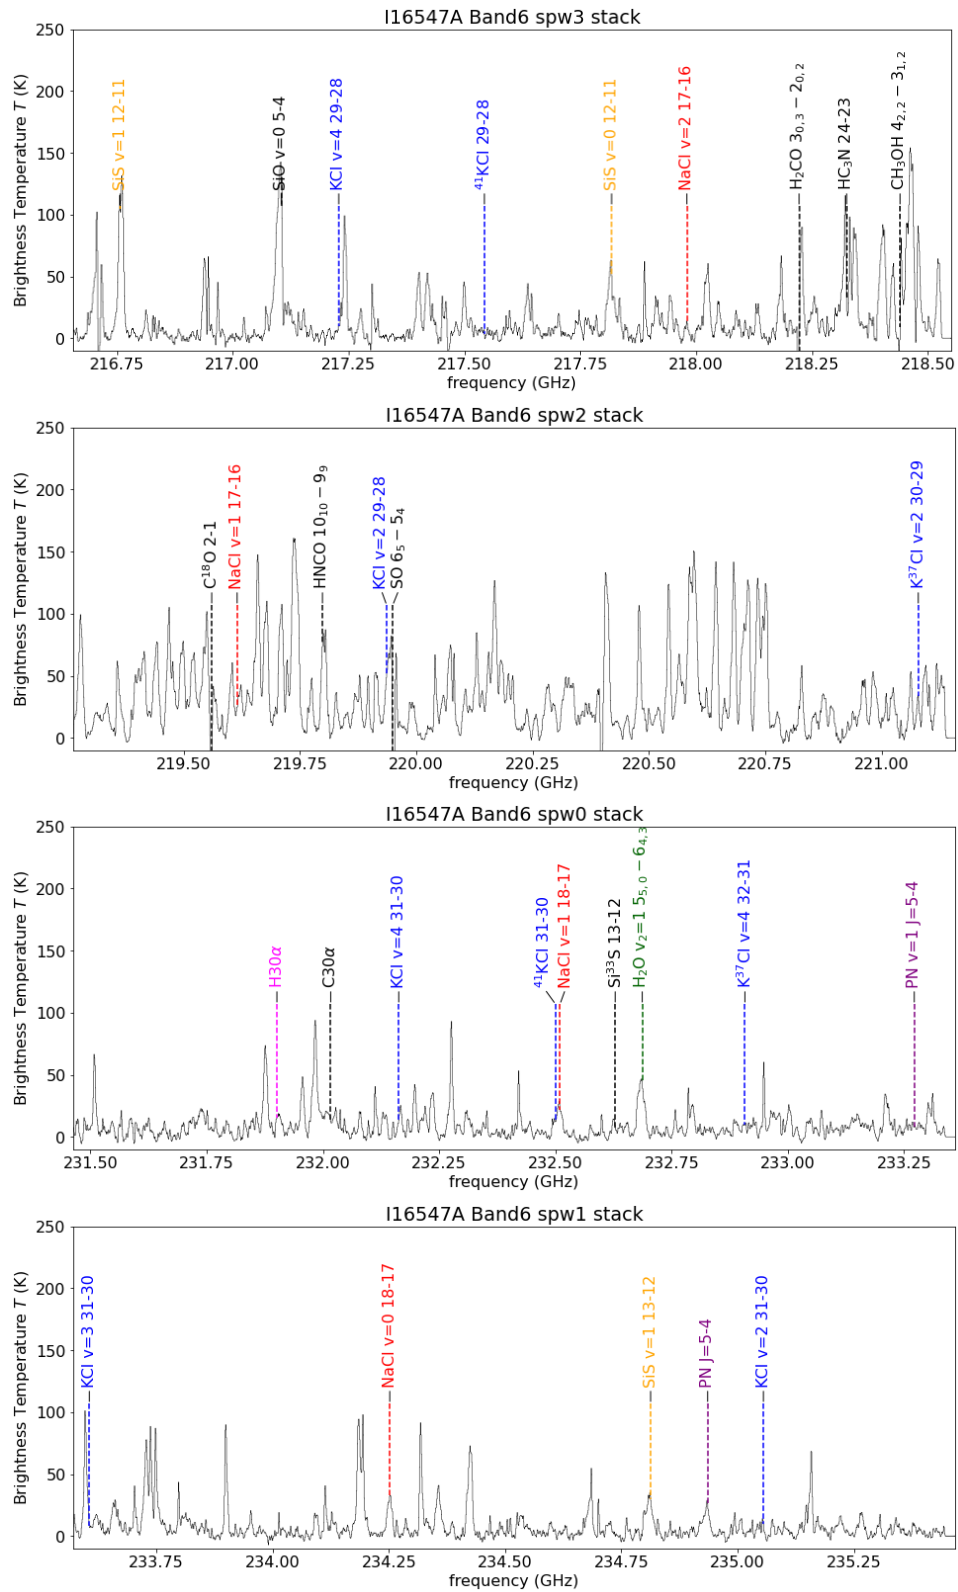 I16547A Band6 spw3 stack
Brightness Temperature T (K)
250
200
150
100
50
0
SiS v=1 12-11
SiO v=0 5-4
KCl v=4 29-28
⁴¹KCl 29-28
SiS v=0 12-11
NaCl v=2 17-16
H₂CO 3₀,₂ − 2₀,₂
HC₃N 24-23
CH₃OH 4₂,₂ − 3₁,₂
216.75 217.00 217.25 217.50 217.75 218.00 218.25 218.50
frequency (GHz)
I16547A Band6 spw2 stack
Brightness Temperature T (K)
250
200
150
100
50
0
C¹⁸O 2-1
NaCl v=1 17-16
HNCO 10₁₀ − 9₉
KCl v=2 29-28
SO 6₅ − 5₄
K³⁷Cl v=2 30-29
219.50 219.75 220.00 220.25 220.50 220.75 221.00
frequency (GHz)
I16547A Band6 spw0 stack
Brightness Temperature T (K)
250
200
150
100
50
0
H30α
C30α
KCl v=4 31-30
⁴¹KCl 31-30
NaCl v=1 18-17
Si³³S 13-12
H₂O v₂=1 5₅,₀ − 6₄,₃
K³⁷Cl v=4 32-31
PN v=1 J=5-4
231.50 231.75 232.00 232.25 232.50 232.75 233.00 233.25
frequency (GHz)
I16547A Band6 spw1 stack
Brightness Temperature T (K)
250
200
150
100
50
0
KCl v=3 31-30
NaCl v=0 18-17
SiS v=1 13-12
PN J=5-4
KCl v=2 31-30
233.75 234.00 234.25 234.50 234.75 235.00 235.25
frequency (GHz)